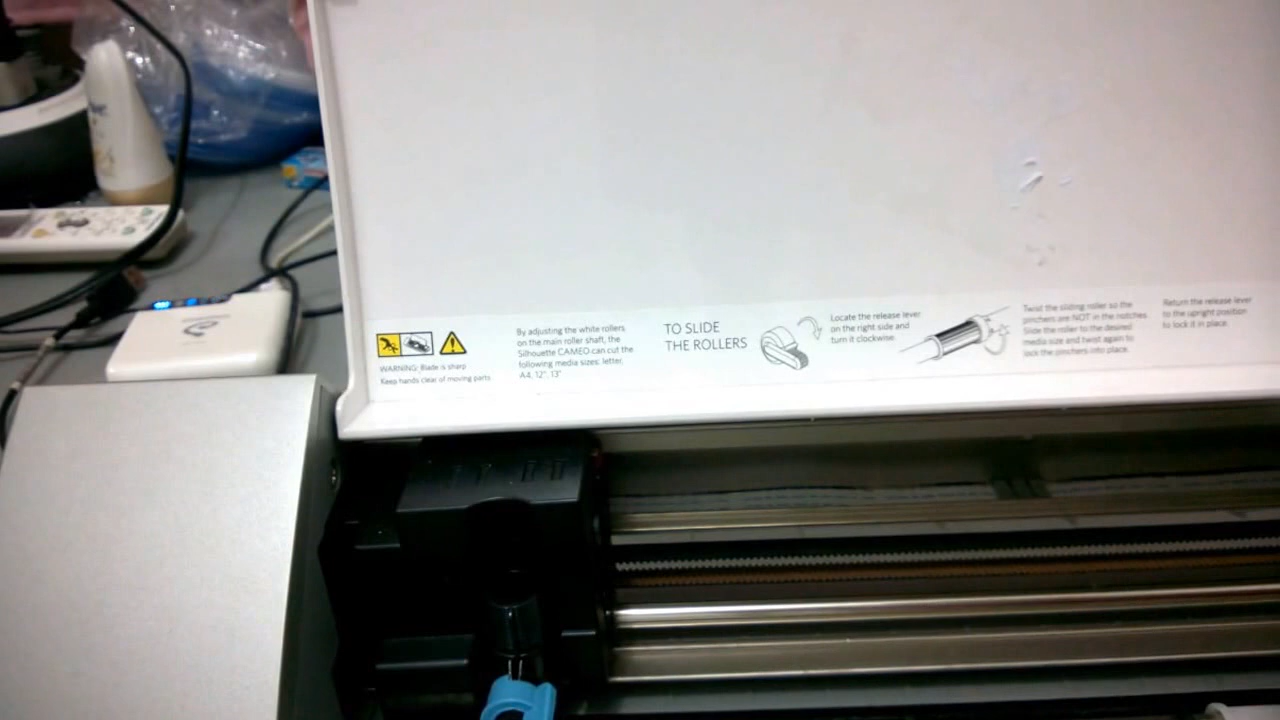 WARNING: Blade is sharp
Keep hands clear of moving parts
By adjusting the white rollers
on the main roller shaft, the
Silhouette CAMEO can cut the
following media sizes: letter,
A4, 12", 13"
TO SLIDE
THE ROLLERS
Locate the release lever
on the right side and
turn it clockwise.
Twist the sliding roller so the
pinchers are NOT in the notches.
Slide the roller to the desired
media size and twist again to
lock the pinchers into place.
Return the release lever
to the upright position
to lock it in place.